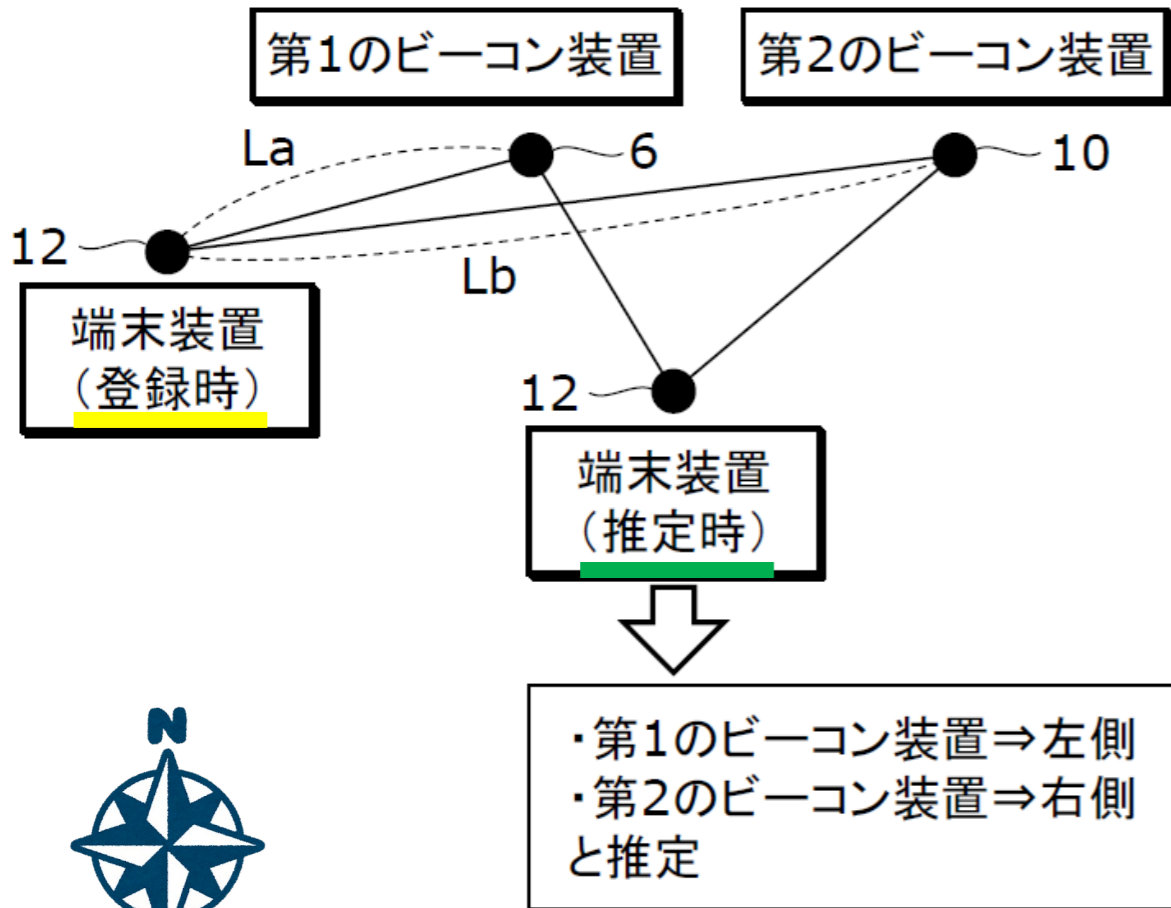 第1のビーコン装置
第2のビーコン装置
La
6
10
12
Lb
端末装置
（登録時）
12
端末装置
（推定時）
N
・第1のビーコン装置⇒左側
・第2のビーコン装置⇒右側
と推定